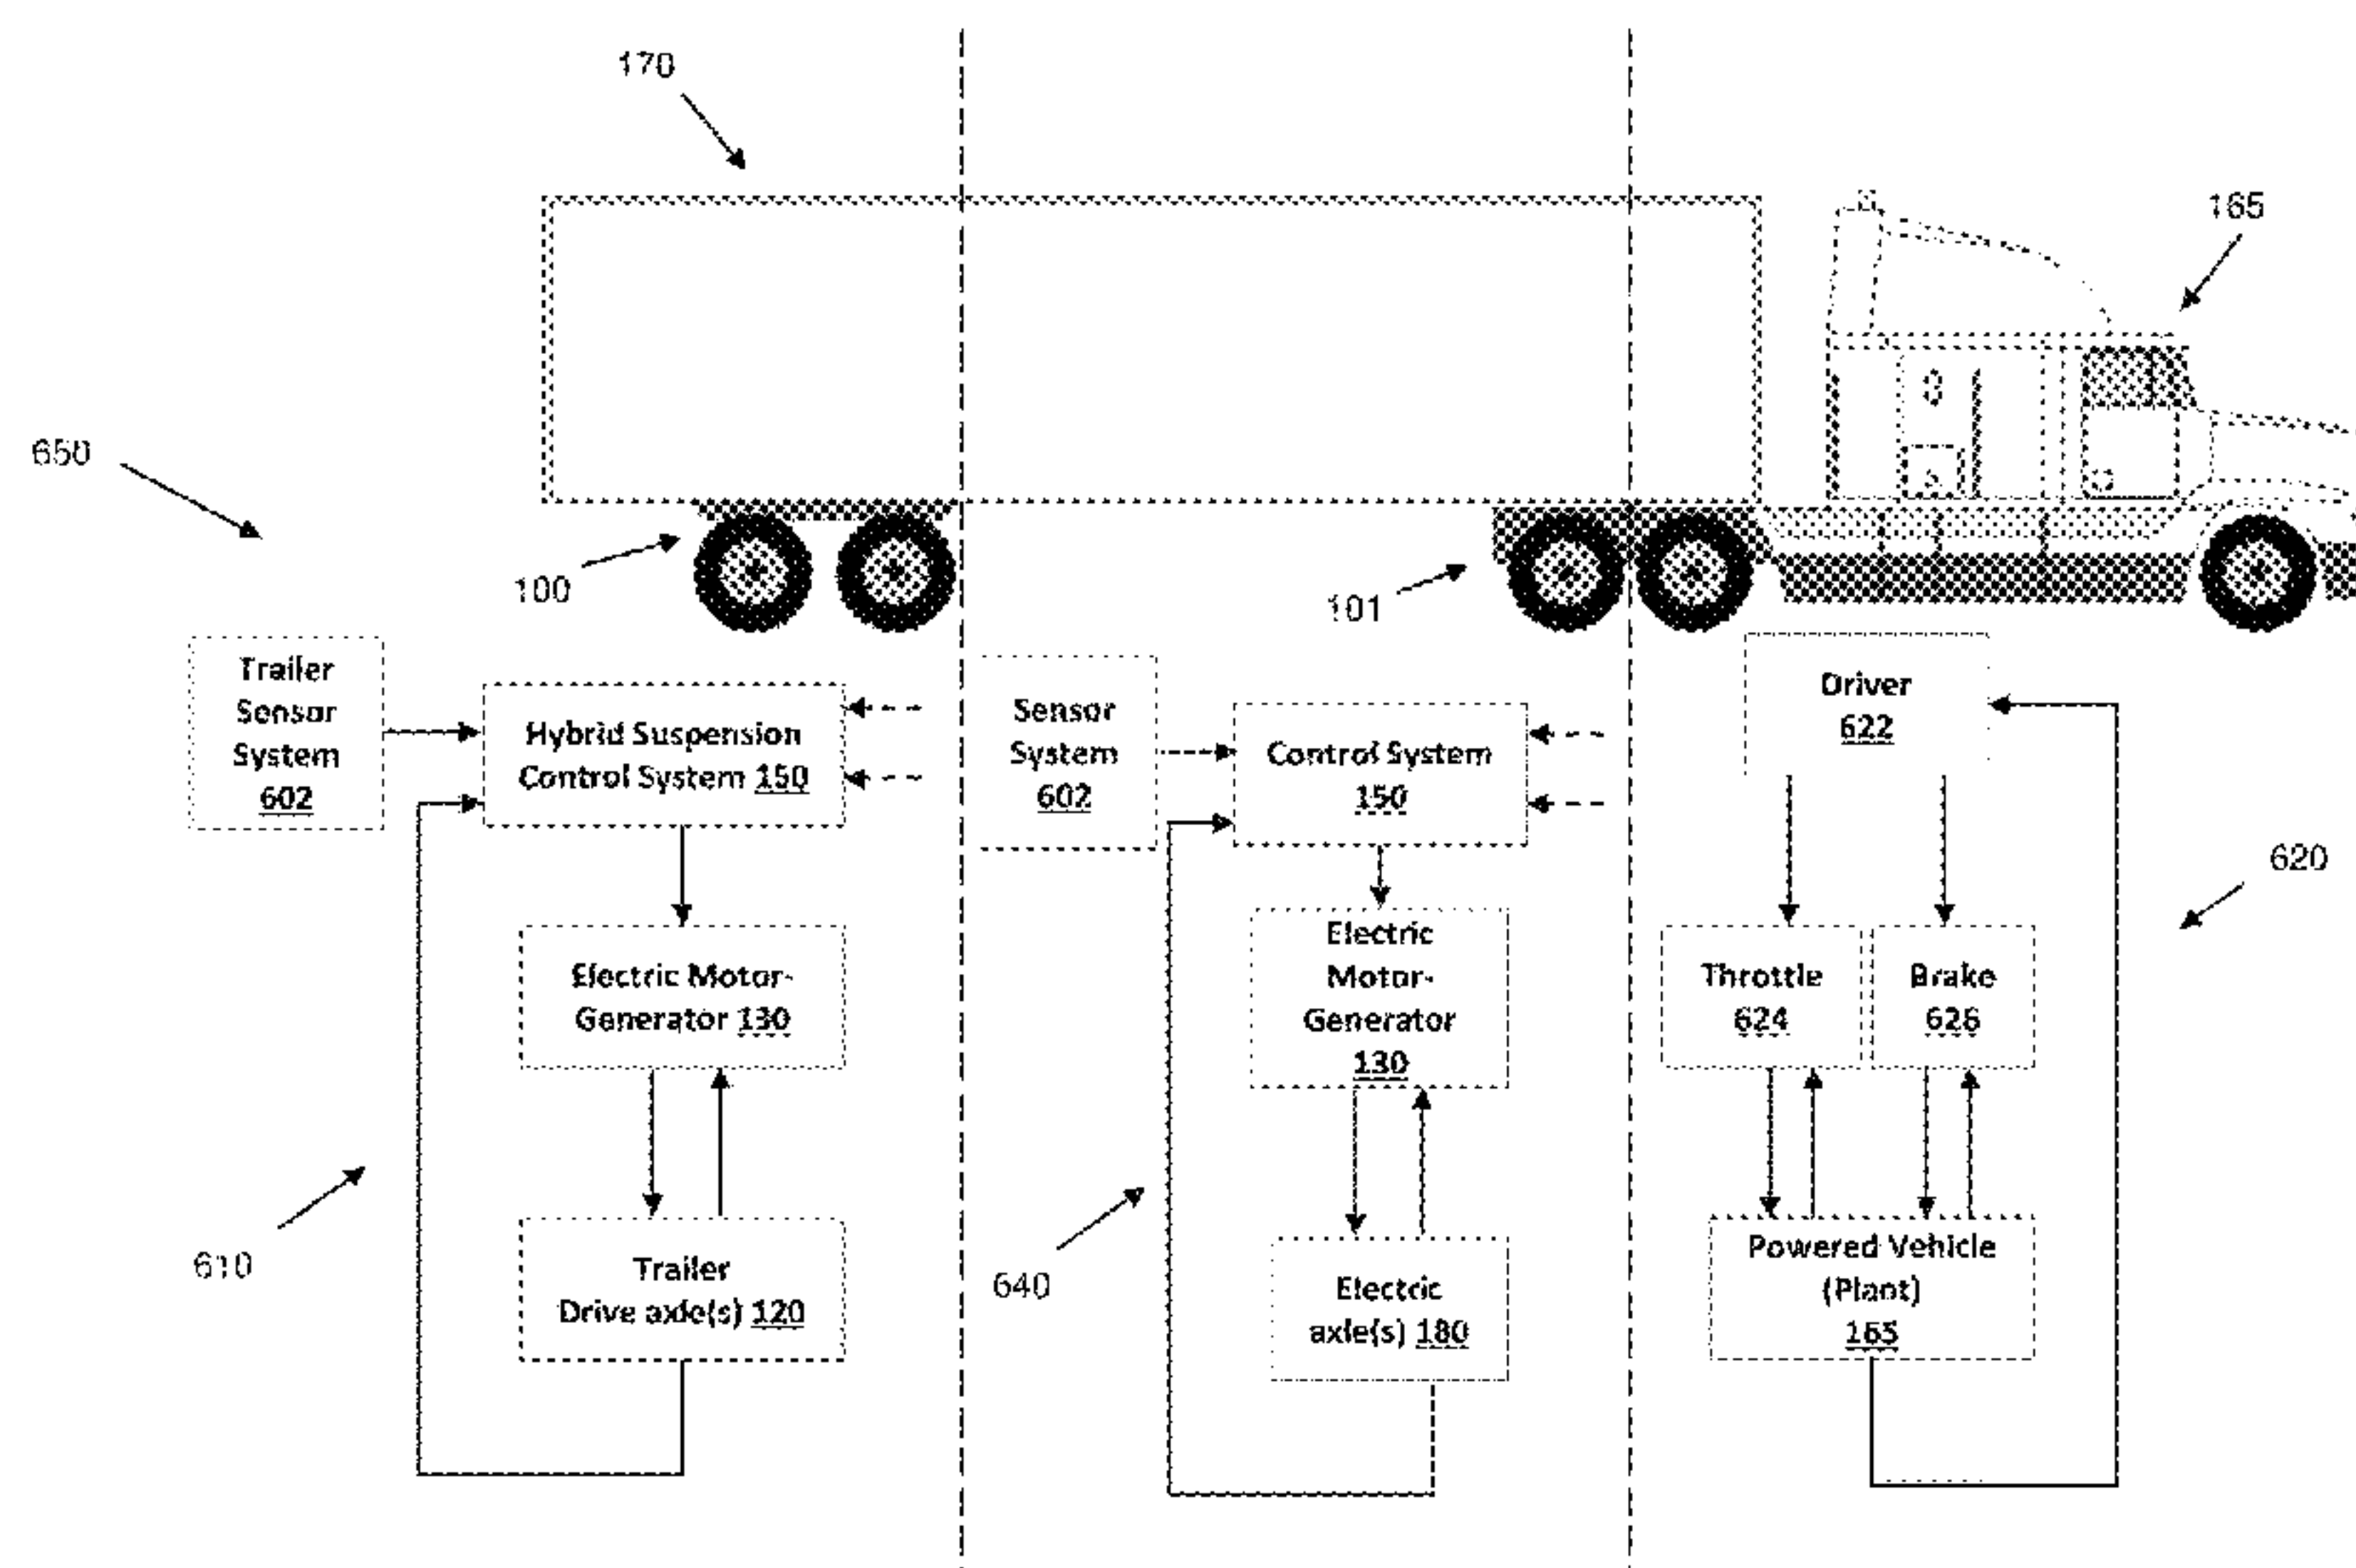 170
165
650
100
101
Trailer
Sensor
System
602
Hybrid Suspension
Control System 150
Electric Motor-
Generator 130
Trailer
Drive axle(s) 120
610
Sensor
System
602
Control System
150
Electric
Motor-
Generator
130
Electric
axle(s) 180
640
Driver
622
Throttle
624
Brake
626
Powered Vehicle
(Plant)
165
620